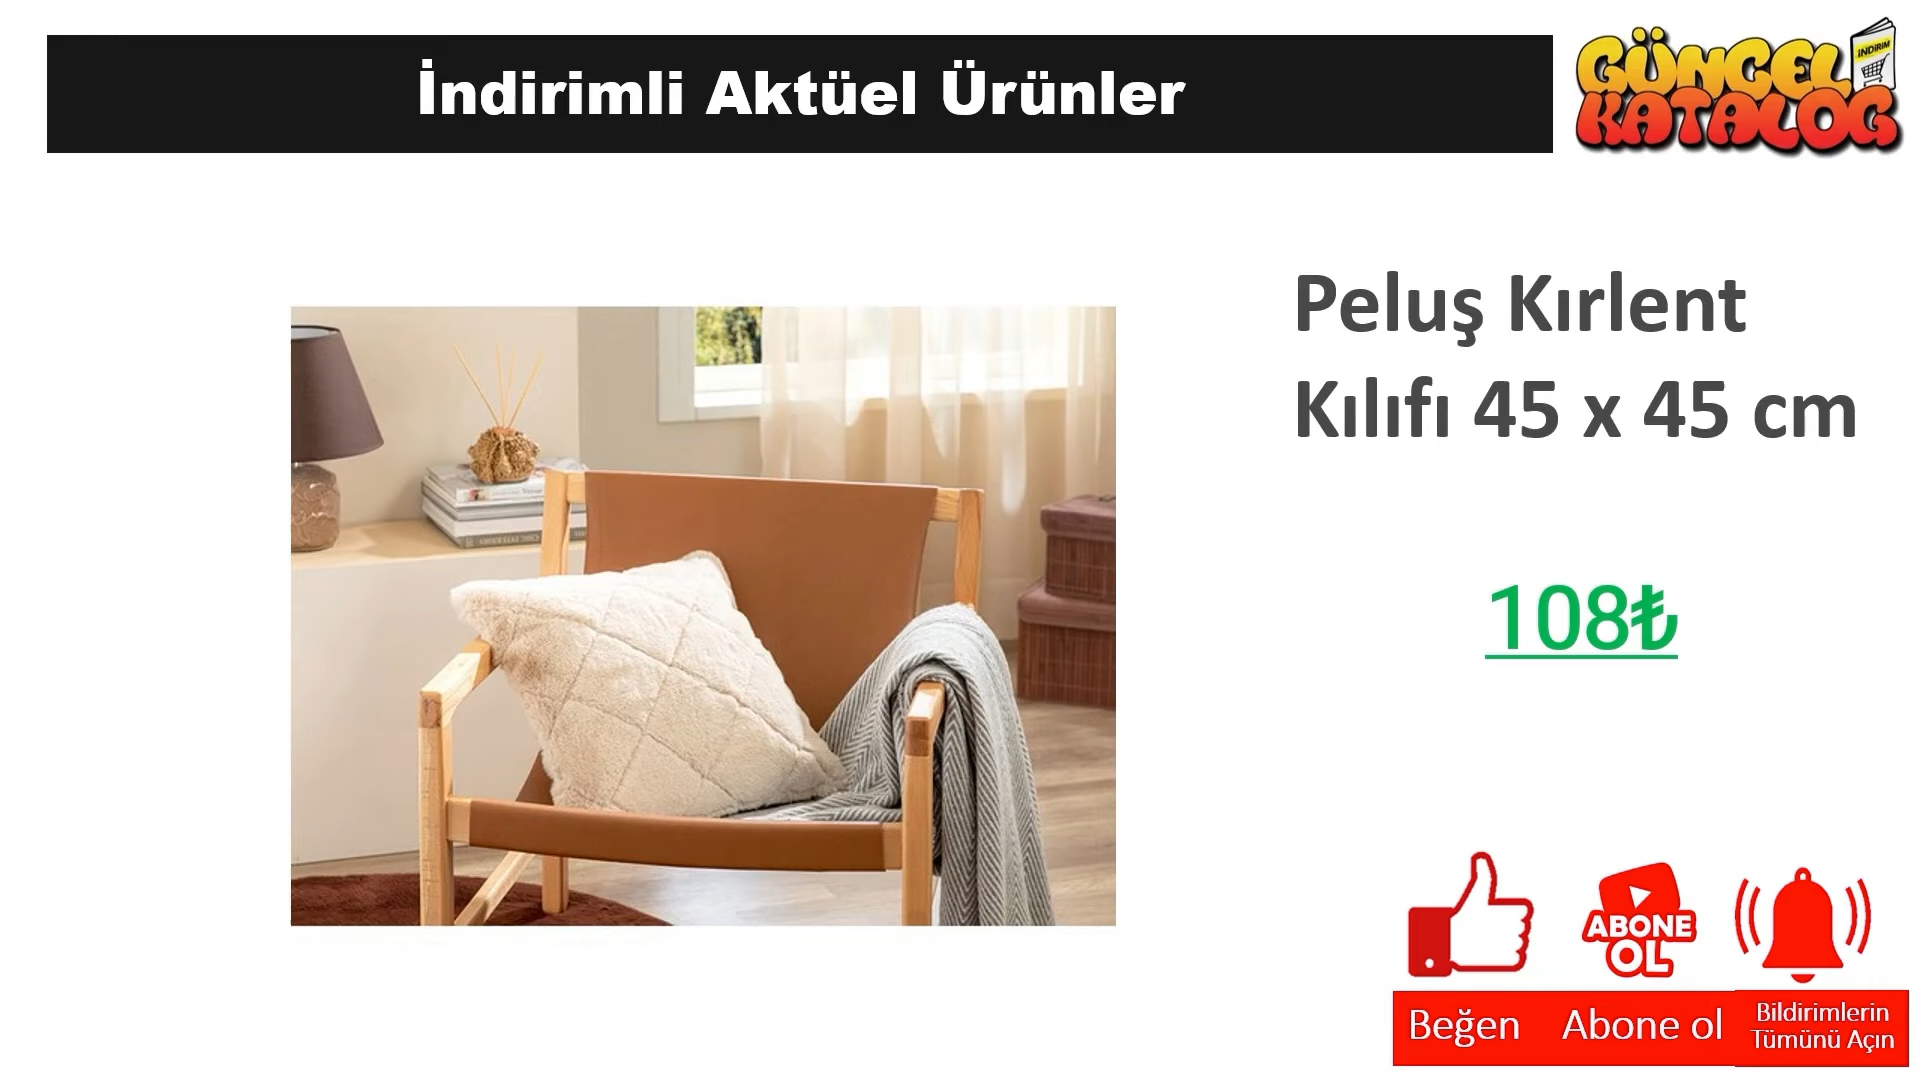 İndirimli Aktüel Ürünler
GÜNCEL
KATALOG
İNDİRİM
Peluş Kırlent
Kılıfı 45 x 45 cm
108₺
ABONE
OL
Beğen
Abone ol
Bildirimlerin
Tümünü Açın